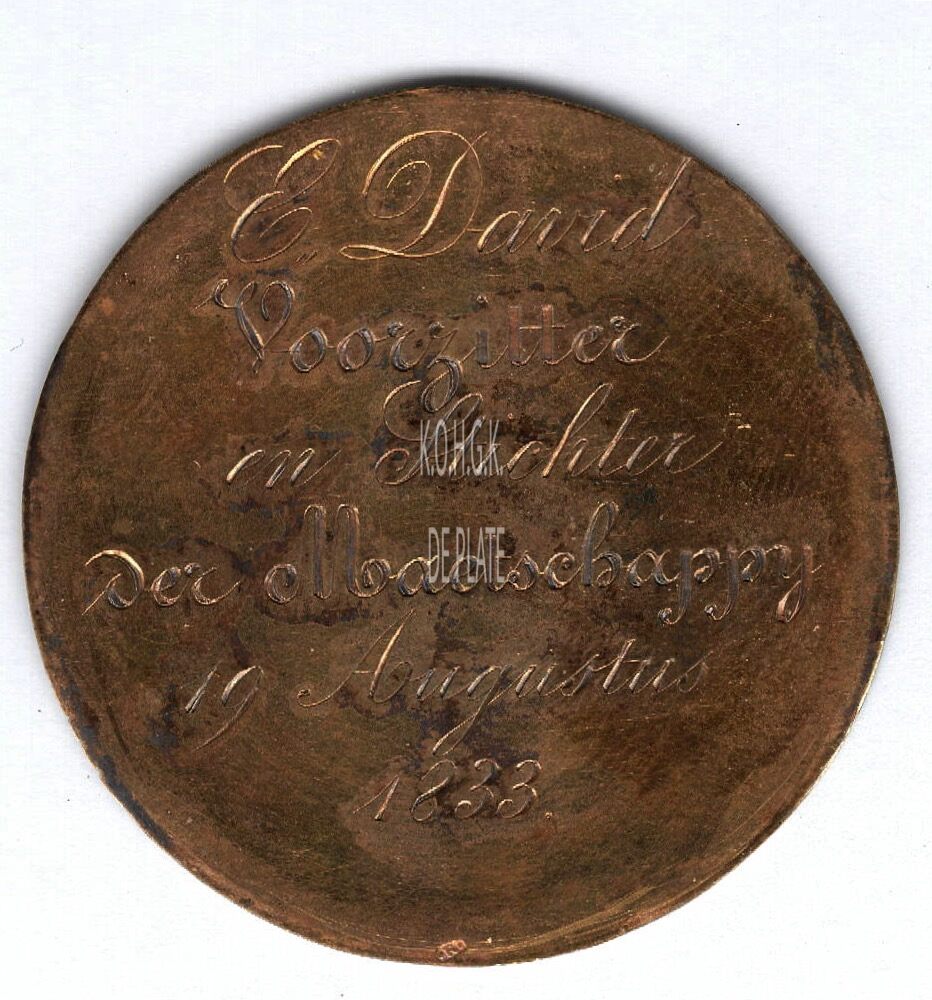 E. David
Voorzitter
en Stichter
K.O.H.G.K.
der Maatschappy
DE PLATE
19 Augustus
1833.